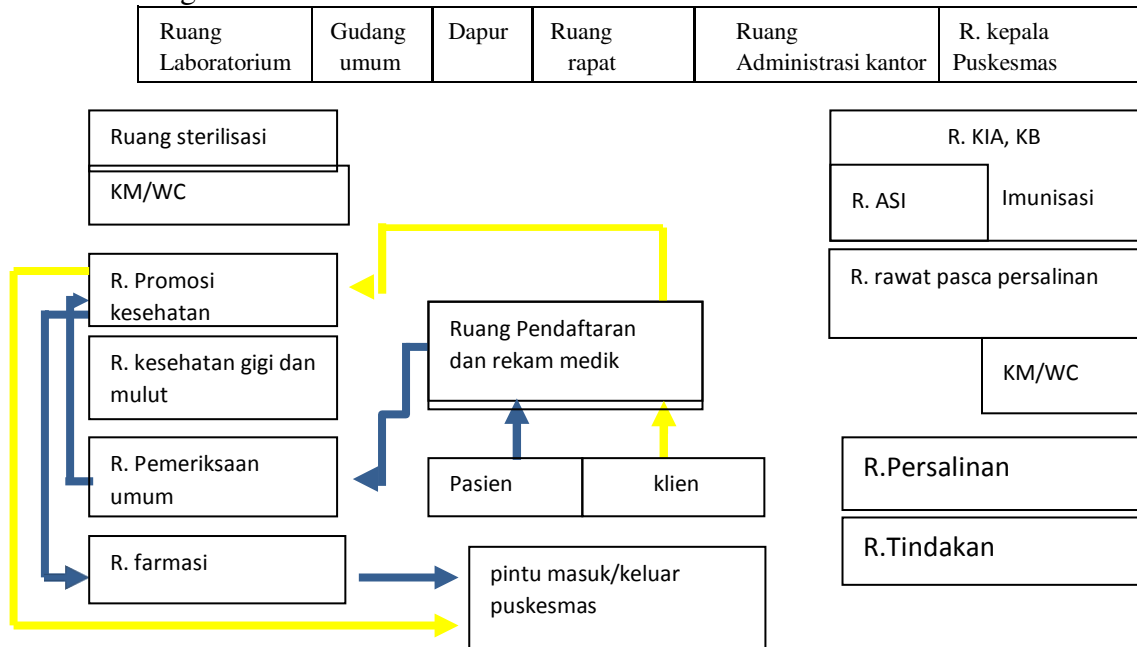 Ruang
Laboratorium
Gudang
umum
Dapur
Ruang
rapat
Ruang
Administrasi kantor
R. kepala
Puskesmas
Ruang sterilisasi
KM/WC
R. KIA, KB
R. ASI
Imunisasi
R. Promosi
kesehatan
R. rawat pasca persalinan
Ruang Pendaftaran
dan rekam medik
R. kesehatan gigi dan
mulut
KM/WC
R. Pemeriksaan
umum
Pasien
klien
R.Persalinan
R. farmasi
pintu masuk/keluar
puskesmas
R.Tindakan